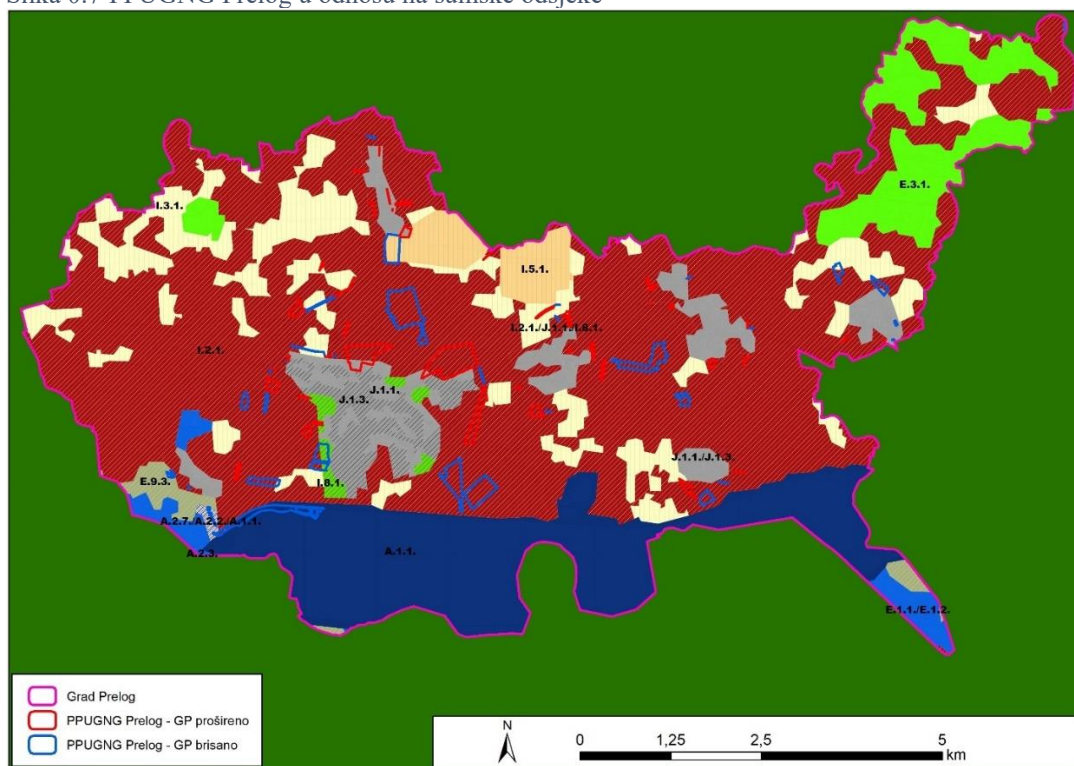 Slika 6.7 PPUGNG Prelog u odnosu na šumske odsjeke
E.3.1.
I.3.1.
I.5.1.
I.2.1./J.1.1./I.8.1.
I.2.1.
J.1.1.
J.1.3.
J.1.1./J.1.3.
E.9.3.
I.8.1.
A.2.7./A.2.2./A.1.1.
A.2.3.
A.1.1.
E.1.1./E.1.2.
Grad Prelog
PPUGNG Prelog - GP prošireno
PPUGNG Prelog - GP brisano
N
0 1,25 2,5 5
km